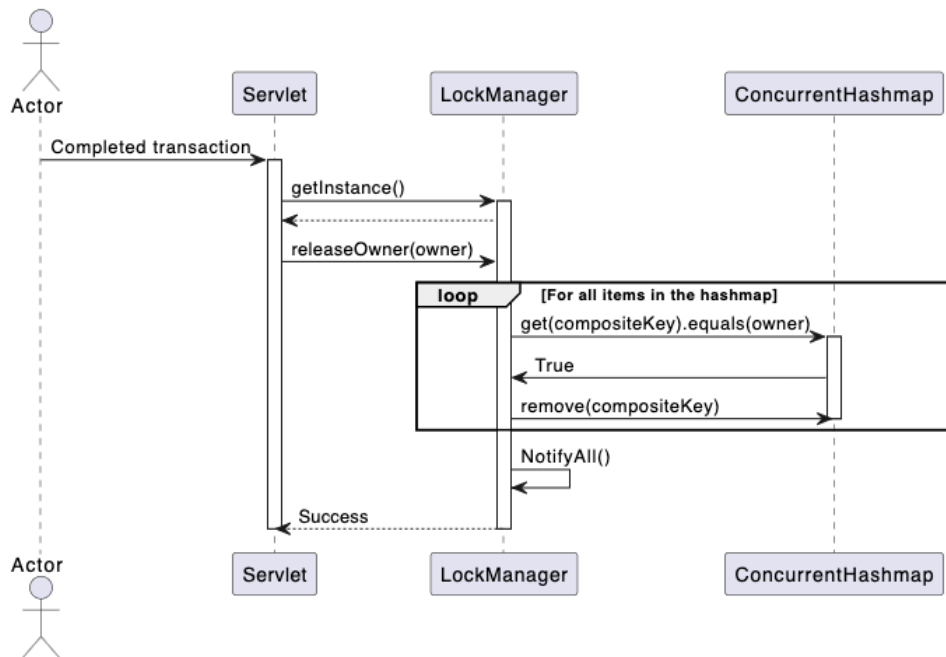 Actor
Servlet
LockManager
ConcurrentHashmap
Completed transaction
getInstance()
releaseOwner(owner)
loop
[For all items in the hashmap]
get(compositeKey).equals(owner)
True
remove(compositeKey)
NotifyAll()
Success
Actor
Servlet
LockManager
ConcurrentHashmap